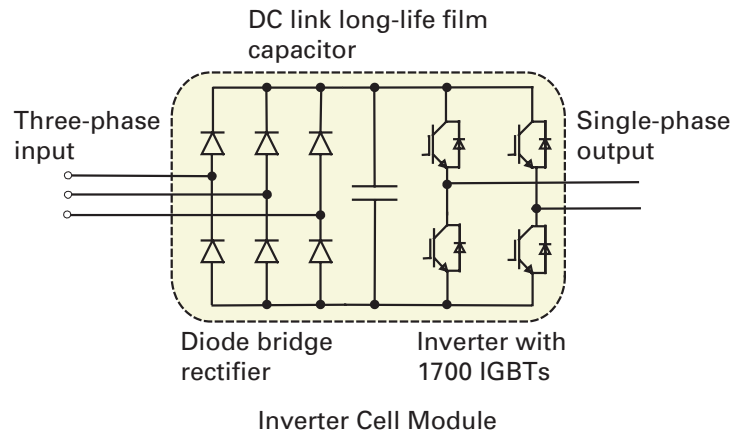 DC link long-life film
capacitor
Three-phase
input
Single-phase
output
Diode bridge
rectifier
Inverter with
1700 IGBTs
Inverter Cell Module